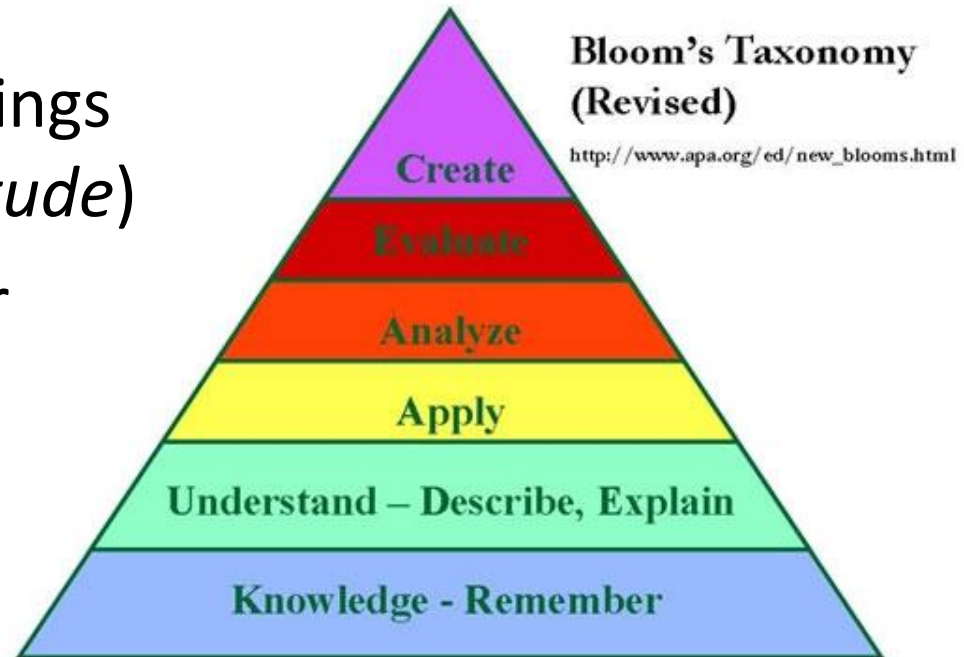 ings
ude)
Bloom's Taxonomy
(Revised)
http://www.apa.org/ed/new_blooms.html
Create
Evaluate
Analyze
Apply
Understand – Describe, Explain
Knowledge - Remember